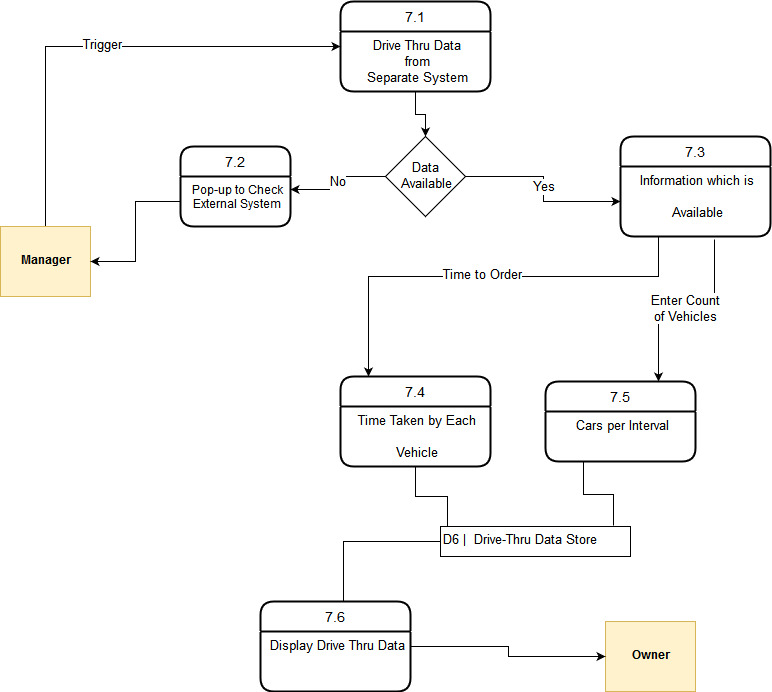 7.1
Trigger
Drive Thru Data
from
Separate System
7.2
Pop-up to Check
External System
No
Data
Available
Yes
7.3
Information which is
Available
Manager
Time to Order
Enter Count
of Vehicles
7.4
Time Taken by Each
Vehicle
7.5
Cars per Interval
D6 | Drive-Thru Data Store
7.6
Display Drive Thru Data
Owner